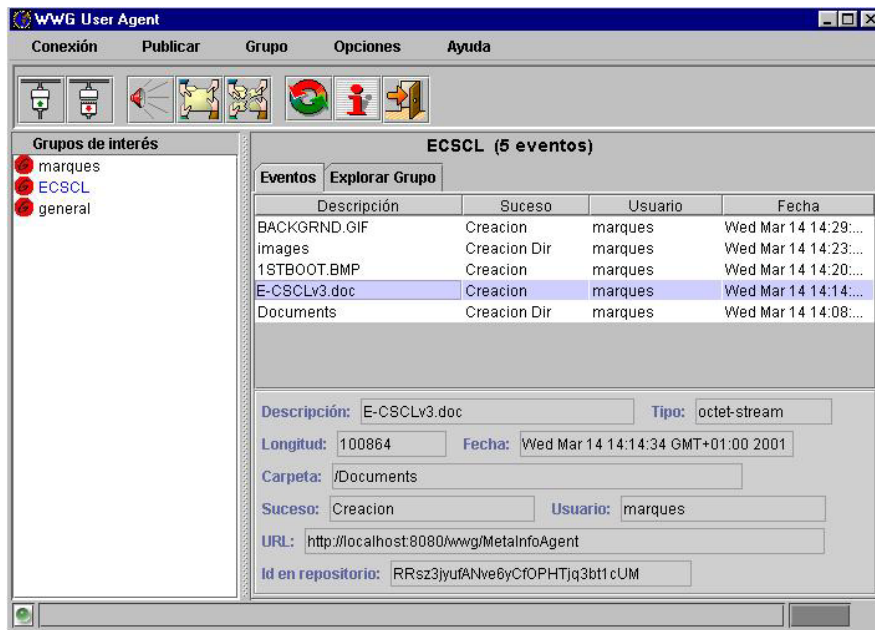 WWG User Agent
Conexión Publicar Grupo Opciones Ayuda
Grupos de interés
marques
ECSCL
general
ECSCL (5 eventos)
Eventos Explorar Grupo
Descripción Suceso Usuario Fecha
BACKGRND.GIF Creacion marques Wed Mar 14 14:29:...
images Creacion Dir marques Wed Mar 14 14:23:...
1STBOOT.BMP Creacion marques Wed Mar 14 14:20:...
E-CSCLv3.doc Creacion marques Wed Mar 14 14:14:...
Documents Creacion Dir marques Wed Mar 14 14:08:...
Descripción: E-CSCLv3.doc Tipo: octet-stream
Longitud: 100864 Fecha: Wed Mar 14 14:14:34 GMT+01:00 2001
Carpeta: /Documents
Suceso: Creacion Usuario: marques
URL: http://localhost:8080/wwg/MetaInfoAgent
Id en repositorio: RRsz3jyufANve6yCfOPHTjq3bt1cUM